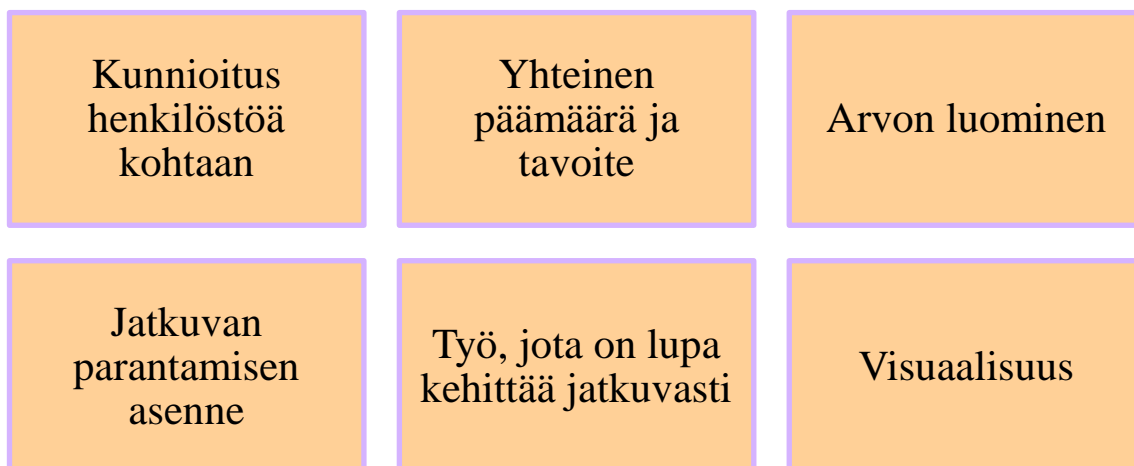 Kunnioitus
henkilöstöä
kohtaan
Yhteinen
päämäärä ja
tavoite
Arvon luominen
Jatkuvan
parantamisen
asenne
Työ, jota on lupa
kehittää jatkuvasti
Visuaalisuus